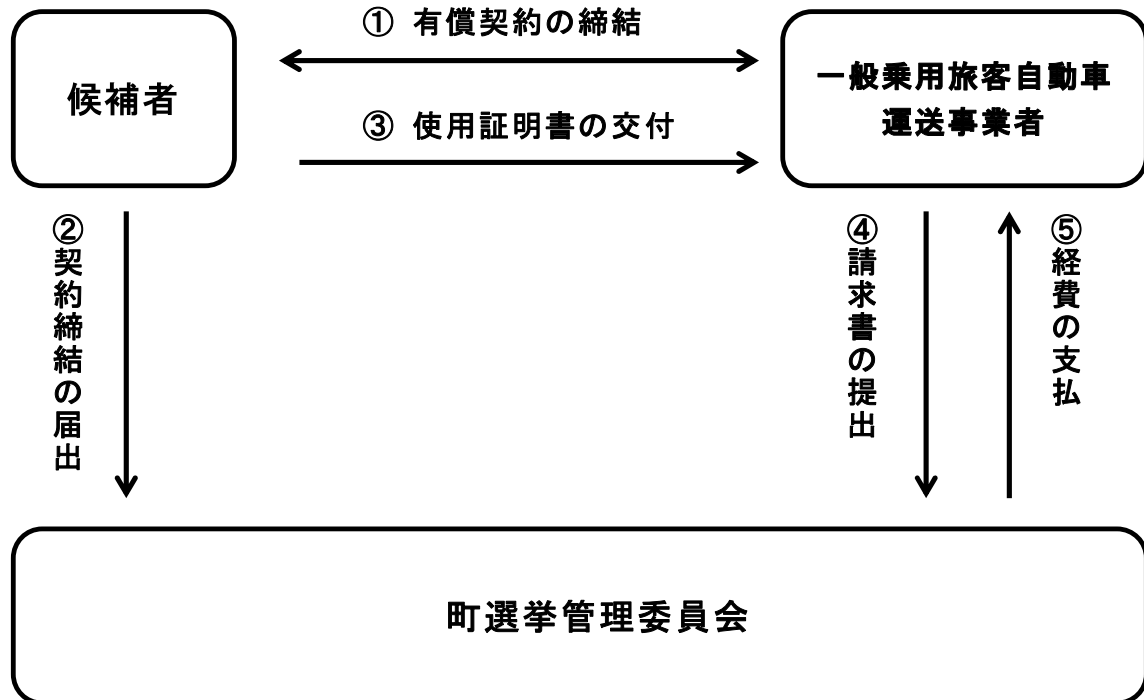 ① 有償契約の締結
候補者
一般乗用旅客自動車
運送事業者
③ 使用証明書の交付
②契約締結の届出
④請求書の提出
⑤経費の支払
町選挙管理委員会